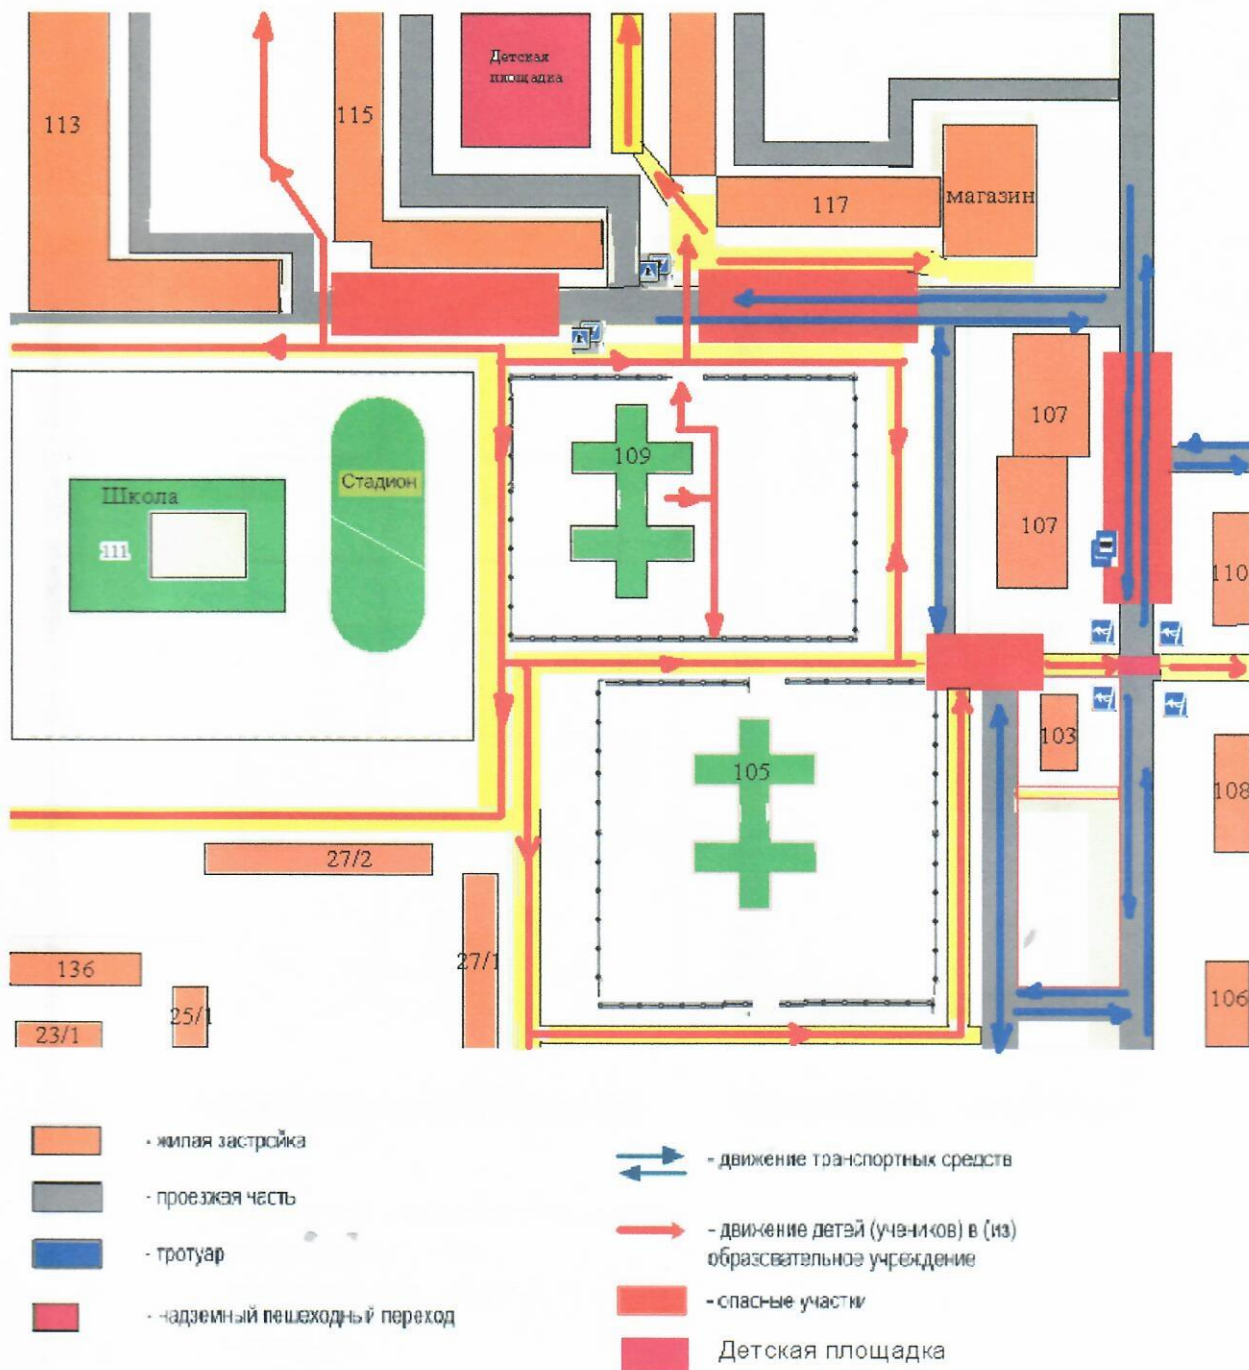 Детская
площадка
113
115
117
магазин
107
109
Стадион
Школа
107
111
110
103
105
108
27/2
27/1
136
106
25/1
23/1
- жилая застройка
- движение транспортных средств
- проезжая часть
- движение детей (учеников) в (из)
образовательное учреждение
- тротуар
- опасные участки
- надземный пешеходный переход
Детская площадка